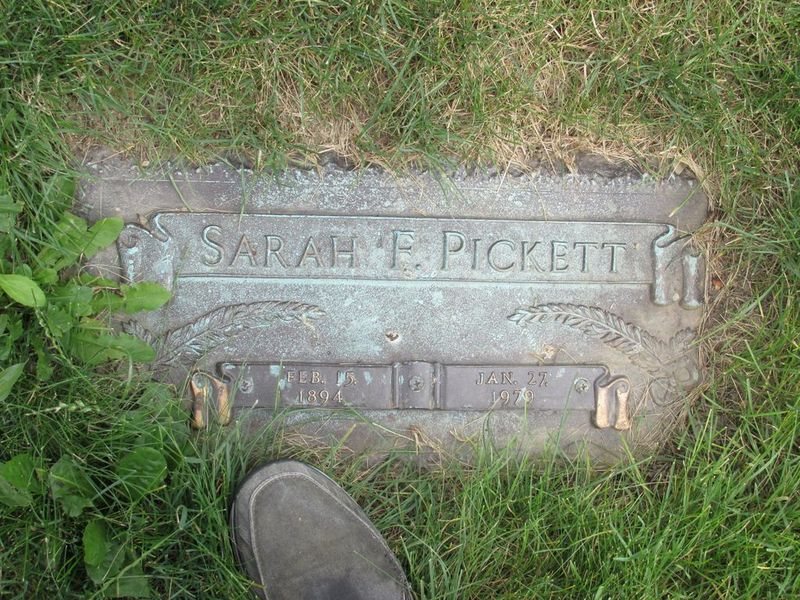 SARAH F. PICKETT
FEB. 15, JAN. 27,
1894 1979